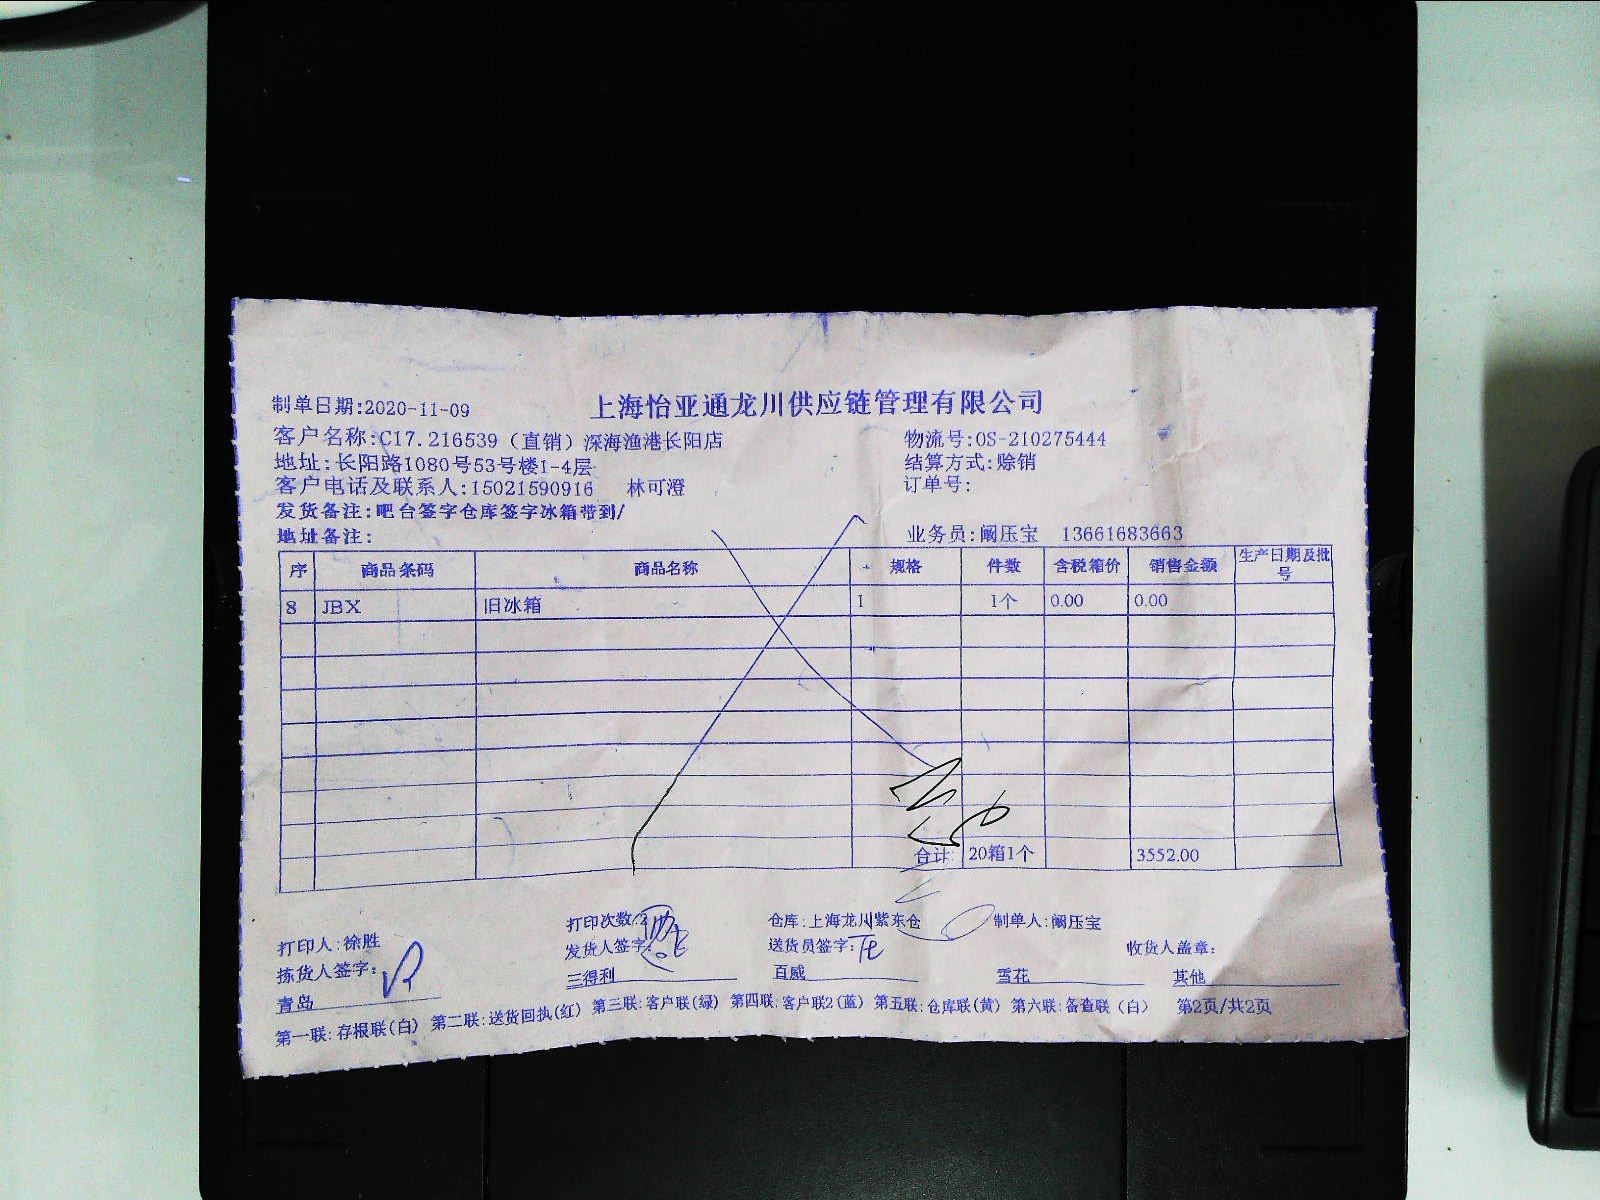 上海怡亚通龙川供应链管理有限公司
制单日期:2020-11-09
客户名称:C17.216539（直销）深海渔港长阳店 物流号:OS-210275444
地址:长阳路1080号53号楼1-4层 结算方式:赊销
客户电话及联系人:15021590916 林可澄 订单号:
发货备注:吧台签字仓库签字冰箱带到/
地址备注: 业务员:阚压宝 13661683663
序 商品条码 商品名称 规格 件数 含税箱价 销售金额 生产日期及批号
8 JBX 旧冰箱 1 1个 0.00 0.00
合计: 20箱1个 3552.00
打印次数: 仓库:上海龙川紫东仓 制单人:阚压宝
打印人:徐胜 发货人签字: 送货员签字: 收货人盖章:
拣货人签字:
青岛 三得利 百威 雪花 其他
第一联:存根联(白) 第二联:送货回执(红) 第三联:客户联(绿) 第四联:客户联2(蓝) 第五联:仓库联(黄) 第六联:备查联（白） 第2页/共2页